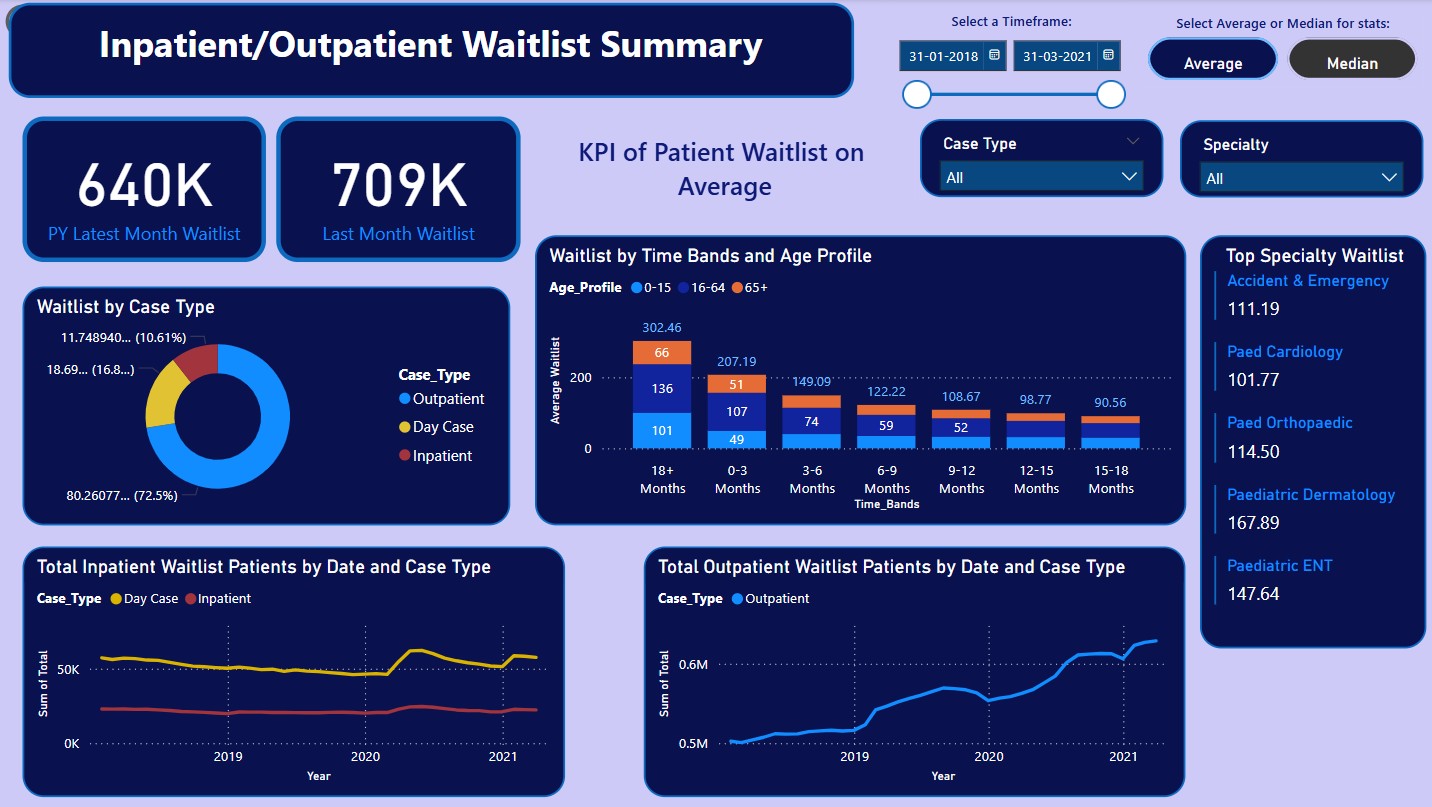 Inpatient/Outpatient Waitlist Summary
Select a Timeframe:
31-01-2018
31-03-2021
Select Average or Median for stats:
Average
Median
640K
PY Latest Month Waitlist
709K
Last Month Waitlist
KPI of Patient Waitlist on
Average
Case Type
All
Specialty
All
Waitlist by Case Type
11.748940... (10.61%)
18.69... (16.8...)
80.26077... (72.5%)
Case_Type
Outpatient
Day Case
Inpatient
Waitlist by Time Bands and Age Profile
Age_Profile 0-15 16-64 65+
Average Waitlist
200
0
302.46
66
136
101
207.19
51
107
49
149.09
74
122.22
59
108.67
52
98.77
90.56
18+
Months
0-3
Months
3-6
Months
6-9
Months
9-12
Months
12-15
Months
15-18
Months
Time_Bands
Top Specialty Waitlist
Accident & Emergency
111.19
Paed Cardiology
101.77
Paed Orthopaedic
114.50
Paediatric Dermatology
167.89
Paediatric ENT
147.64
Total Inpatient Waitlist Patients by Date and Case Type
Case_Type Day Case Inpatient
Sum of Total
50K
0K
2019 2020 2021
Year
Total Outpatient Waitlist Patients by Date and Case Type
Case_Type Outpatient
Sum of Total
0.6M
0.5M
2019 2020 2021
Year